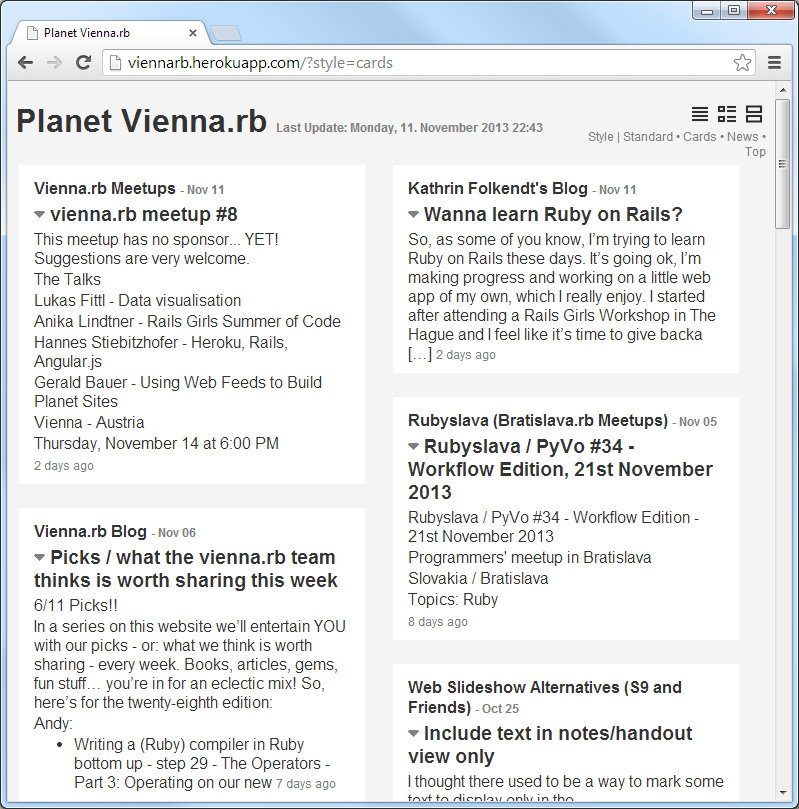 Planet Vienna.rb
viennarb.herokuapp.com/?style=cards
Planet Vienna.rb Last Update: Monday, 11. November 2013 22:43
Style | Standard • Cards • News •
Top
Vienna.rb Meetups - Nov 11
vienna.rb meetup #8
This meetup has no sponsor... YET!
Suggestions are very welcome.
The Talks
Lukas Fittl - Data visualisation
Anika Lindtner - Rails Girls Summer of Code
Hannes Stiebitzhofer - Heroku, Rails,
Angular.js
Gerald Bauer - Using Web Feeds to Build
Planet Sites
Vienna - Austria
Thursday, November 14 at 6:00 PM
2 days ago
Vienna.rb Blog - Nov 06
Picks / what the vienna.rb team
thinks is worth sharing this week
6/11 Picks!!
In a series on this website we’ll entertain YOU
with our picks - or: what we think is worth
sharing - every week. Books, articles, gems,
fun stuff… you’re in for an eclectic mix! So,
here’s for the twenty-eighth edition:
Andy:
• Writing a (Ruby) compiler in Ruby
bottom up - step 29 - The Operators -
Part 3: Operating on our new 7 days ago
Kathrin Folkendt's Blog - Nov 11
Wanna learn Ruby on Rails?
So, as some of you know, I’m trying to learn
Ruby on Rails these days. It’s going ok, I’m
making progress and working on a little web
app of my own, which I really enjoy. I started
after attending a Rails Girls Workshop in The
Hague and I feel like it’s time to give backa
[…] 2 days ago
Rubyslava (Bratislava.rb Meetups) - Nov 05
Rubyslava / PyVo #34 -
Workflow Edition, 21st November
2013
Rubyslava / PyVo #34 - Workflow Edition -
21st November 2013
Programmers' meetup in Bratislava
Slovakia / Bratislava
Topics: Ruby
8 days ago
Web Slideshow Alternatives (S9 and
Friends) - Oct 25
Include text in notes/handout
view only
I thought there used to be a way to mark some
text to display only in the